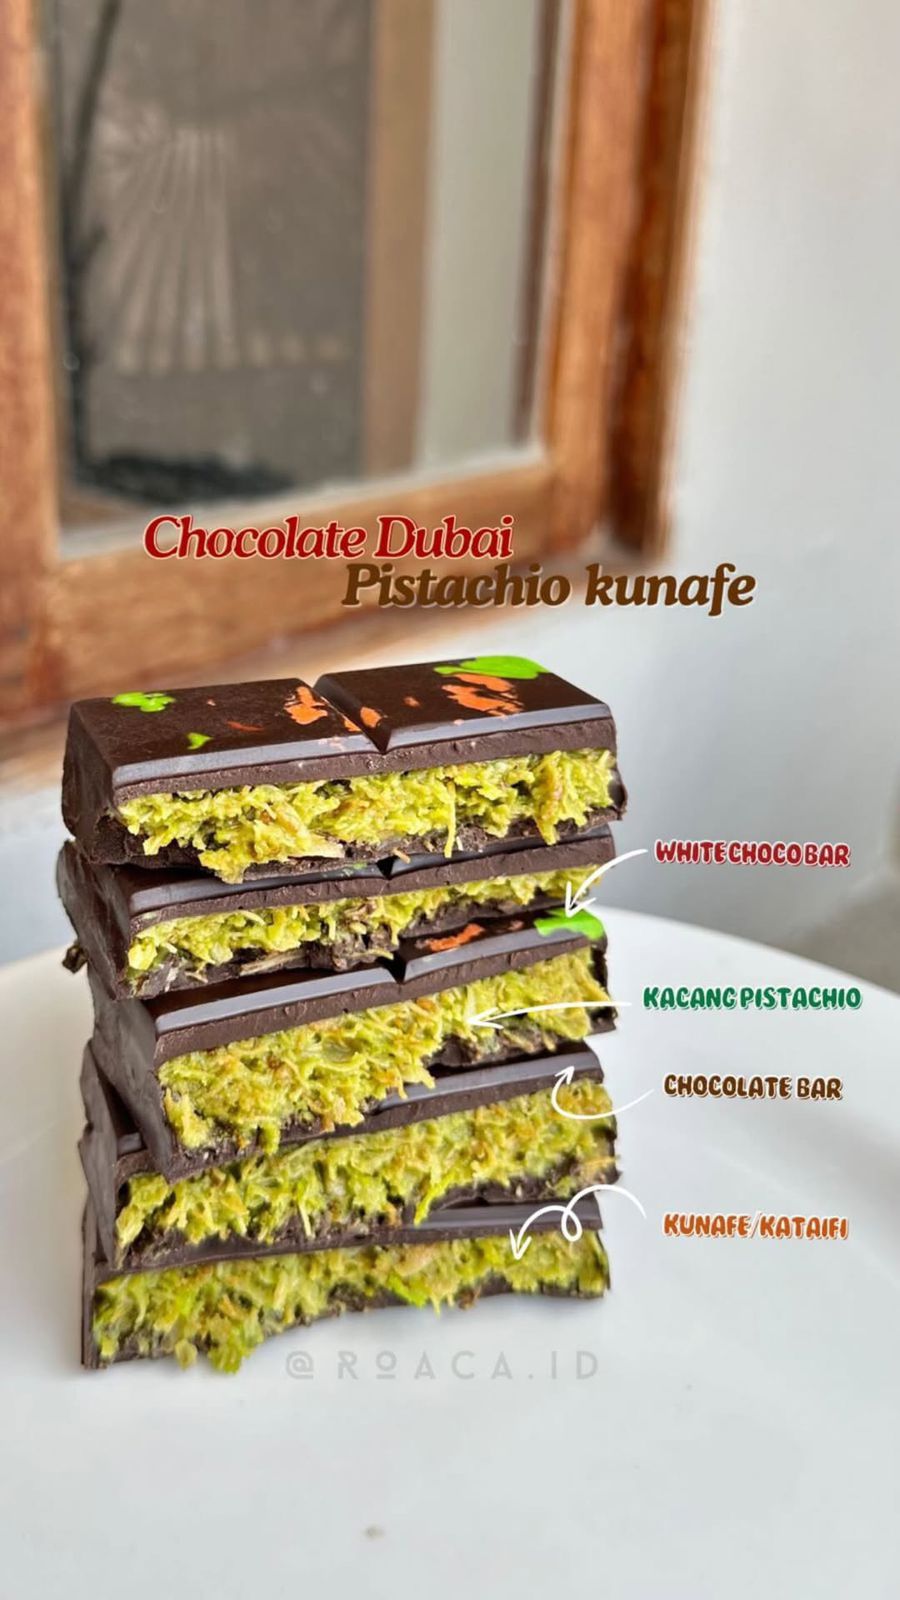 Chocolate Dubai
Pistachio kunafe
WHITE CHOCO BAR
KACANG PISTACHIO
CHOCOLATE BAR
KUNAFE/KATAIFI
@ROACA.ID